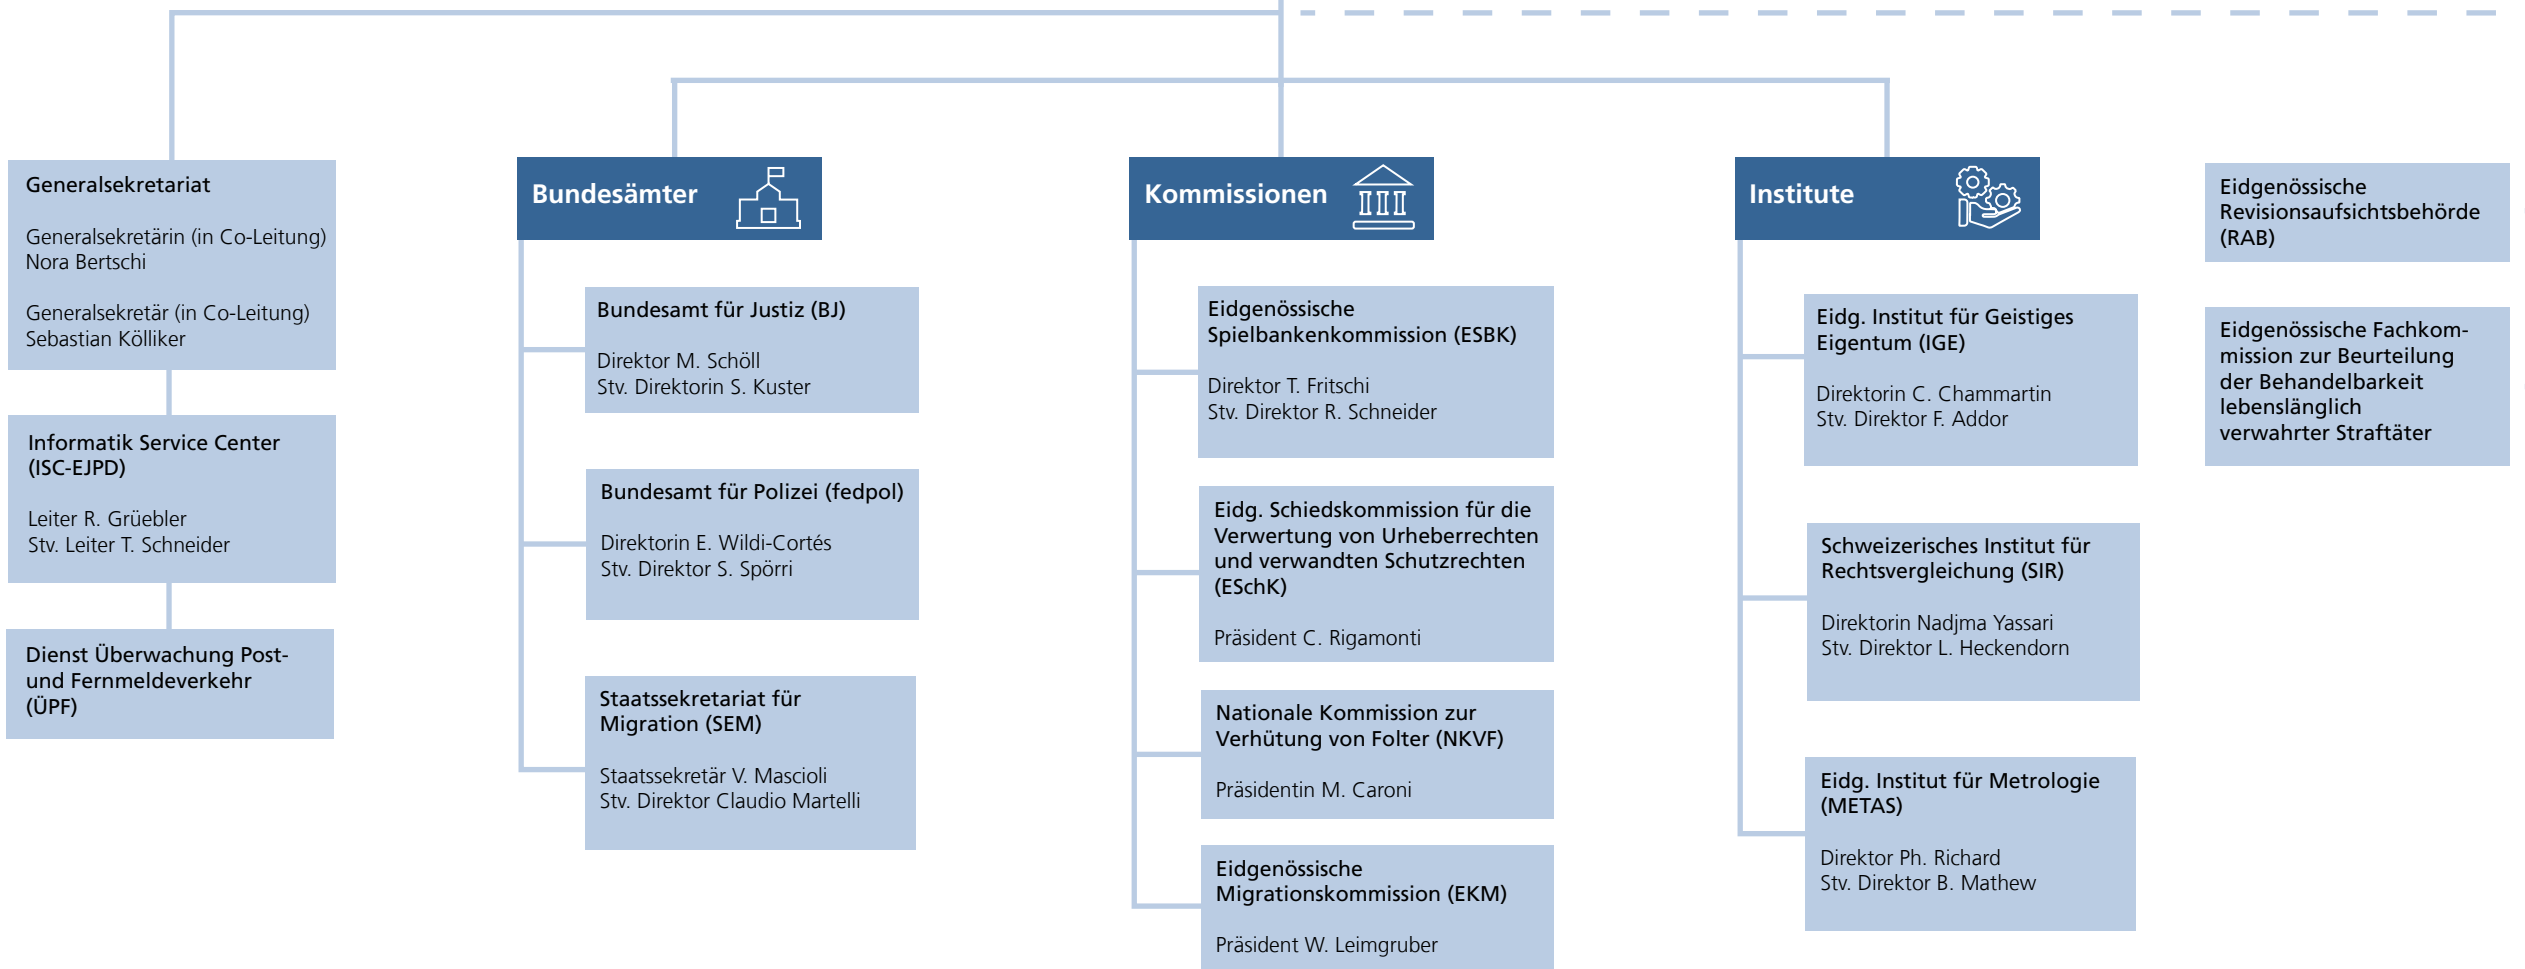 Generalsekretariat
Generalsekretärin (in Co-Leitung)
Nora Bertschi
Generalsekretär (in Co-Leitung)
Sebastian Kölliker
Informatik Service Center
(ISC-EJPD)
Leiter R. Grüebler
Stv. Leiter T. Schneider
Dienst Überwachung Post-
und Fernmeldeverkehr
(ÜPF)
Bundesämter
Bundesamt für Justiz (BJ)
Direktor M. Schöll
Stv. Direktorin S. Kuster
Bundesamt für Polizei (fedpol)
Direktorin E. Wildi-Cortés
Stv. Direktor S. Spörri
Staatssekretariat für
Migration (SEM)
Staatssekretär V. Mascioli
Stv. Direktor Claudio Martelli
Kommissionen
Eidgenössische
Spielbankenkommission (ESBK)
Direktor T. Fritschi
Stv. Direktor R. Schneider
Eidg. Schiedskommission für die
Verwertung von Urheberrechten
und verwandten Schutzrechten
(ESchK)
Präsident C. Rigamonti
Nationale Kommission zur
Verhütung von Folter (NKVF)
Präsidentin M. Caroni
Eidgenössische
Migrationskommission (EKM)
Präsident W. Leimgruber
Institute
Eidg. Institut für Geistiges
Eigentum (IGE)
Direktorin C. Chammartin
Stv. Direktor F. Addor
Schweizerisches Institut für
Rechtsvergleichung (SIR)
Direktorin Nadjma Yassari
Stv. Direktor L. Heckendorn
Eidg. Institut für Metrologie
(METAS)
Direktor Ph. Richard
Stv. Direktor B. Mathew
Eidgenössische
Revisionsaufsichtsbehörde
(RAB)
Eidgenössische Fachkom-
mission zur Beurteilung
der Behandelbarkeit
lebenslänglich
verwahrter Straftäter